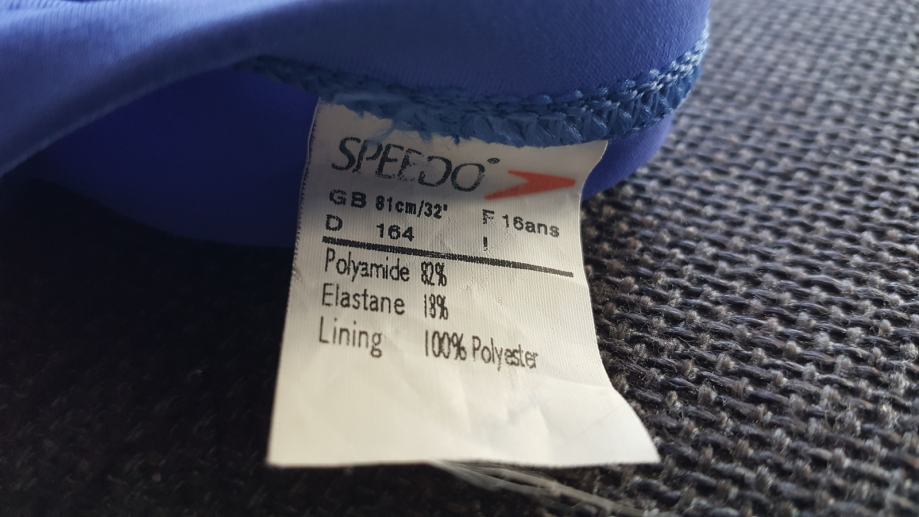 SPEEDO®
GB 81cm/32" F 16ans
D 164 I
Polyamide 82%
Elastane 18%
Lining 100% Polyester